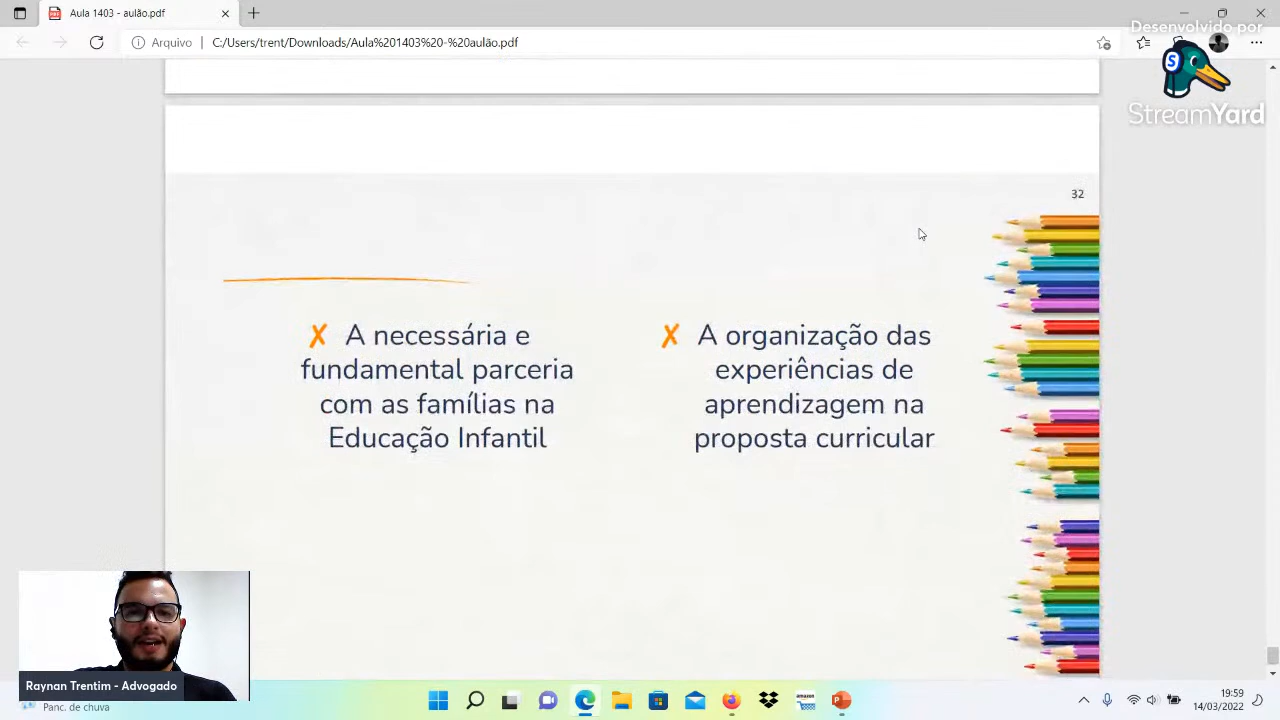 Aula 1403 - aulão.pdf
Arquivo
C:/Users/trent/Downloads/Aula%201403%20-%20aulão.pdf
Desenvolvido por
StreamYard
32
✗ A necessária e
fundamental parceria
com as famílias na
Educação Infantil
✗ A organização das
experiências de
aprendizagem na
proposta curricular
Raynan Trentim - Advogado
Panc. de chuva
amazon
19:59
14/03/2022